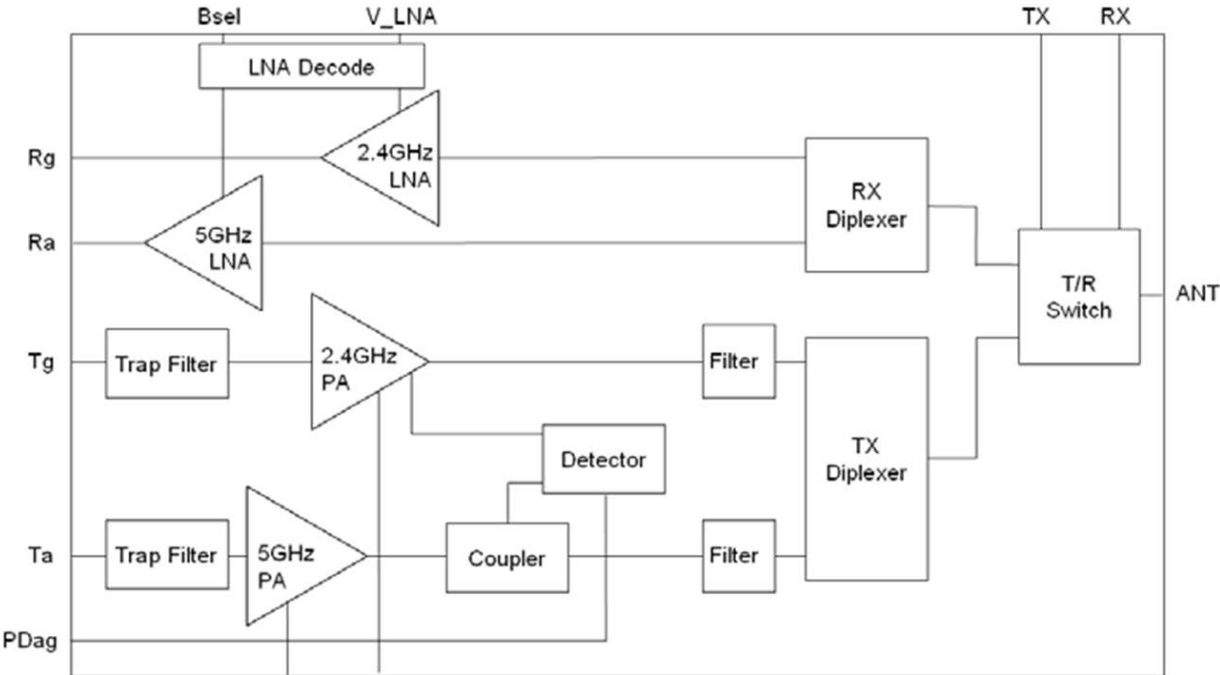 Bsel V_LNA TX RX
LNA Decode
Rg
2.4GHz
LNA
RX
Diplexer
Ra
5GHz
LNA
T/R
Switch
ANT
Tg
Trap Filter
2.4GHz
PA
Filter
Detector
TX
Diplexer
Ta
Trap Filter
5GHz
PA
Coupler
Filter
PDag